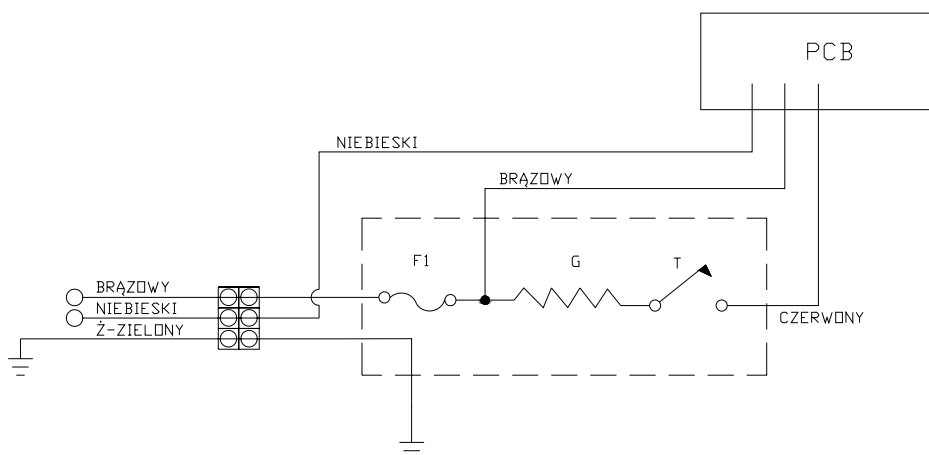 PCB
NIEBIESKI
BRĄZOWY
F1
G
T
BRĄZOWY
NIEBIESKI
Ż-ZIELONY
CZERWONY